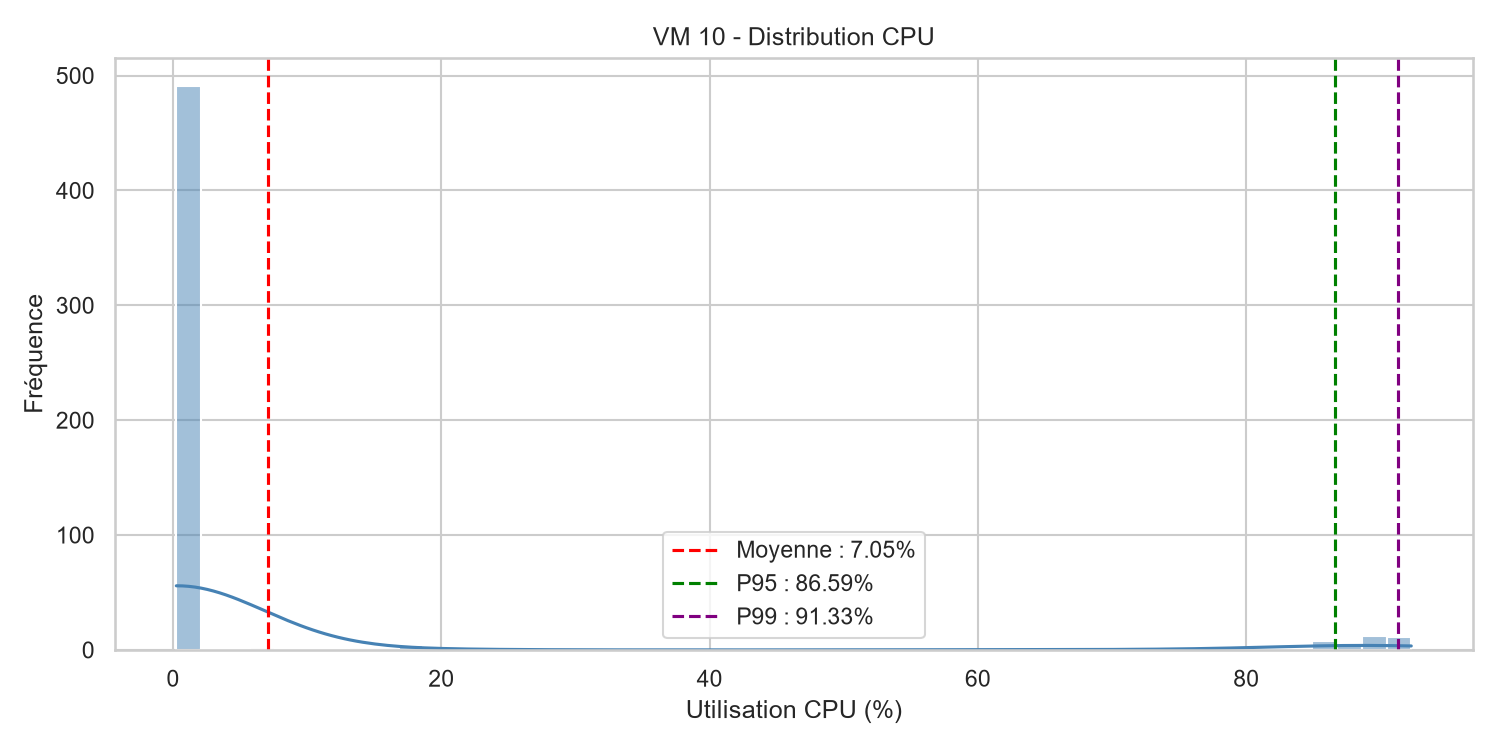 VM 10 - Distribution CPU
500
400
300
200
100
0
Fréquence
Moyenne : 7.05%
P95 : 86.59%
P99 : 91.33%
0 20 40 60 80
Utilisation CPU (%)